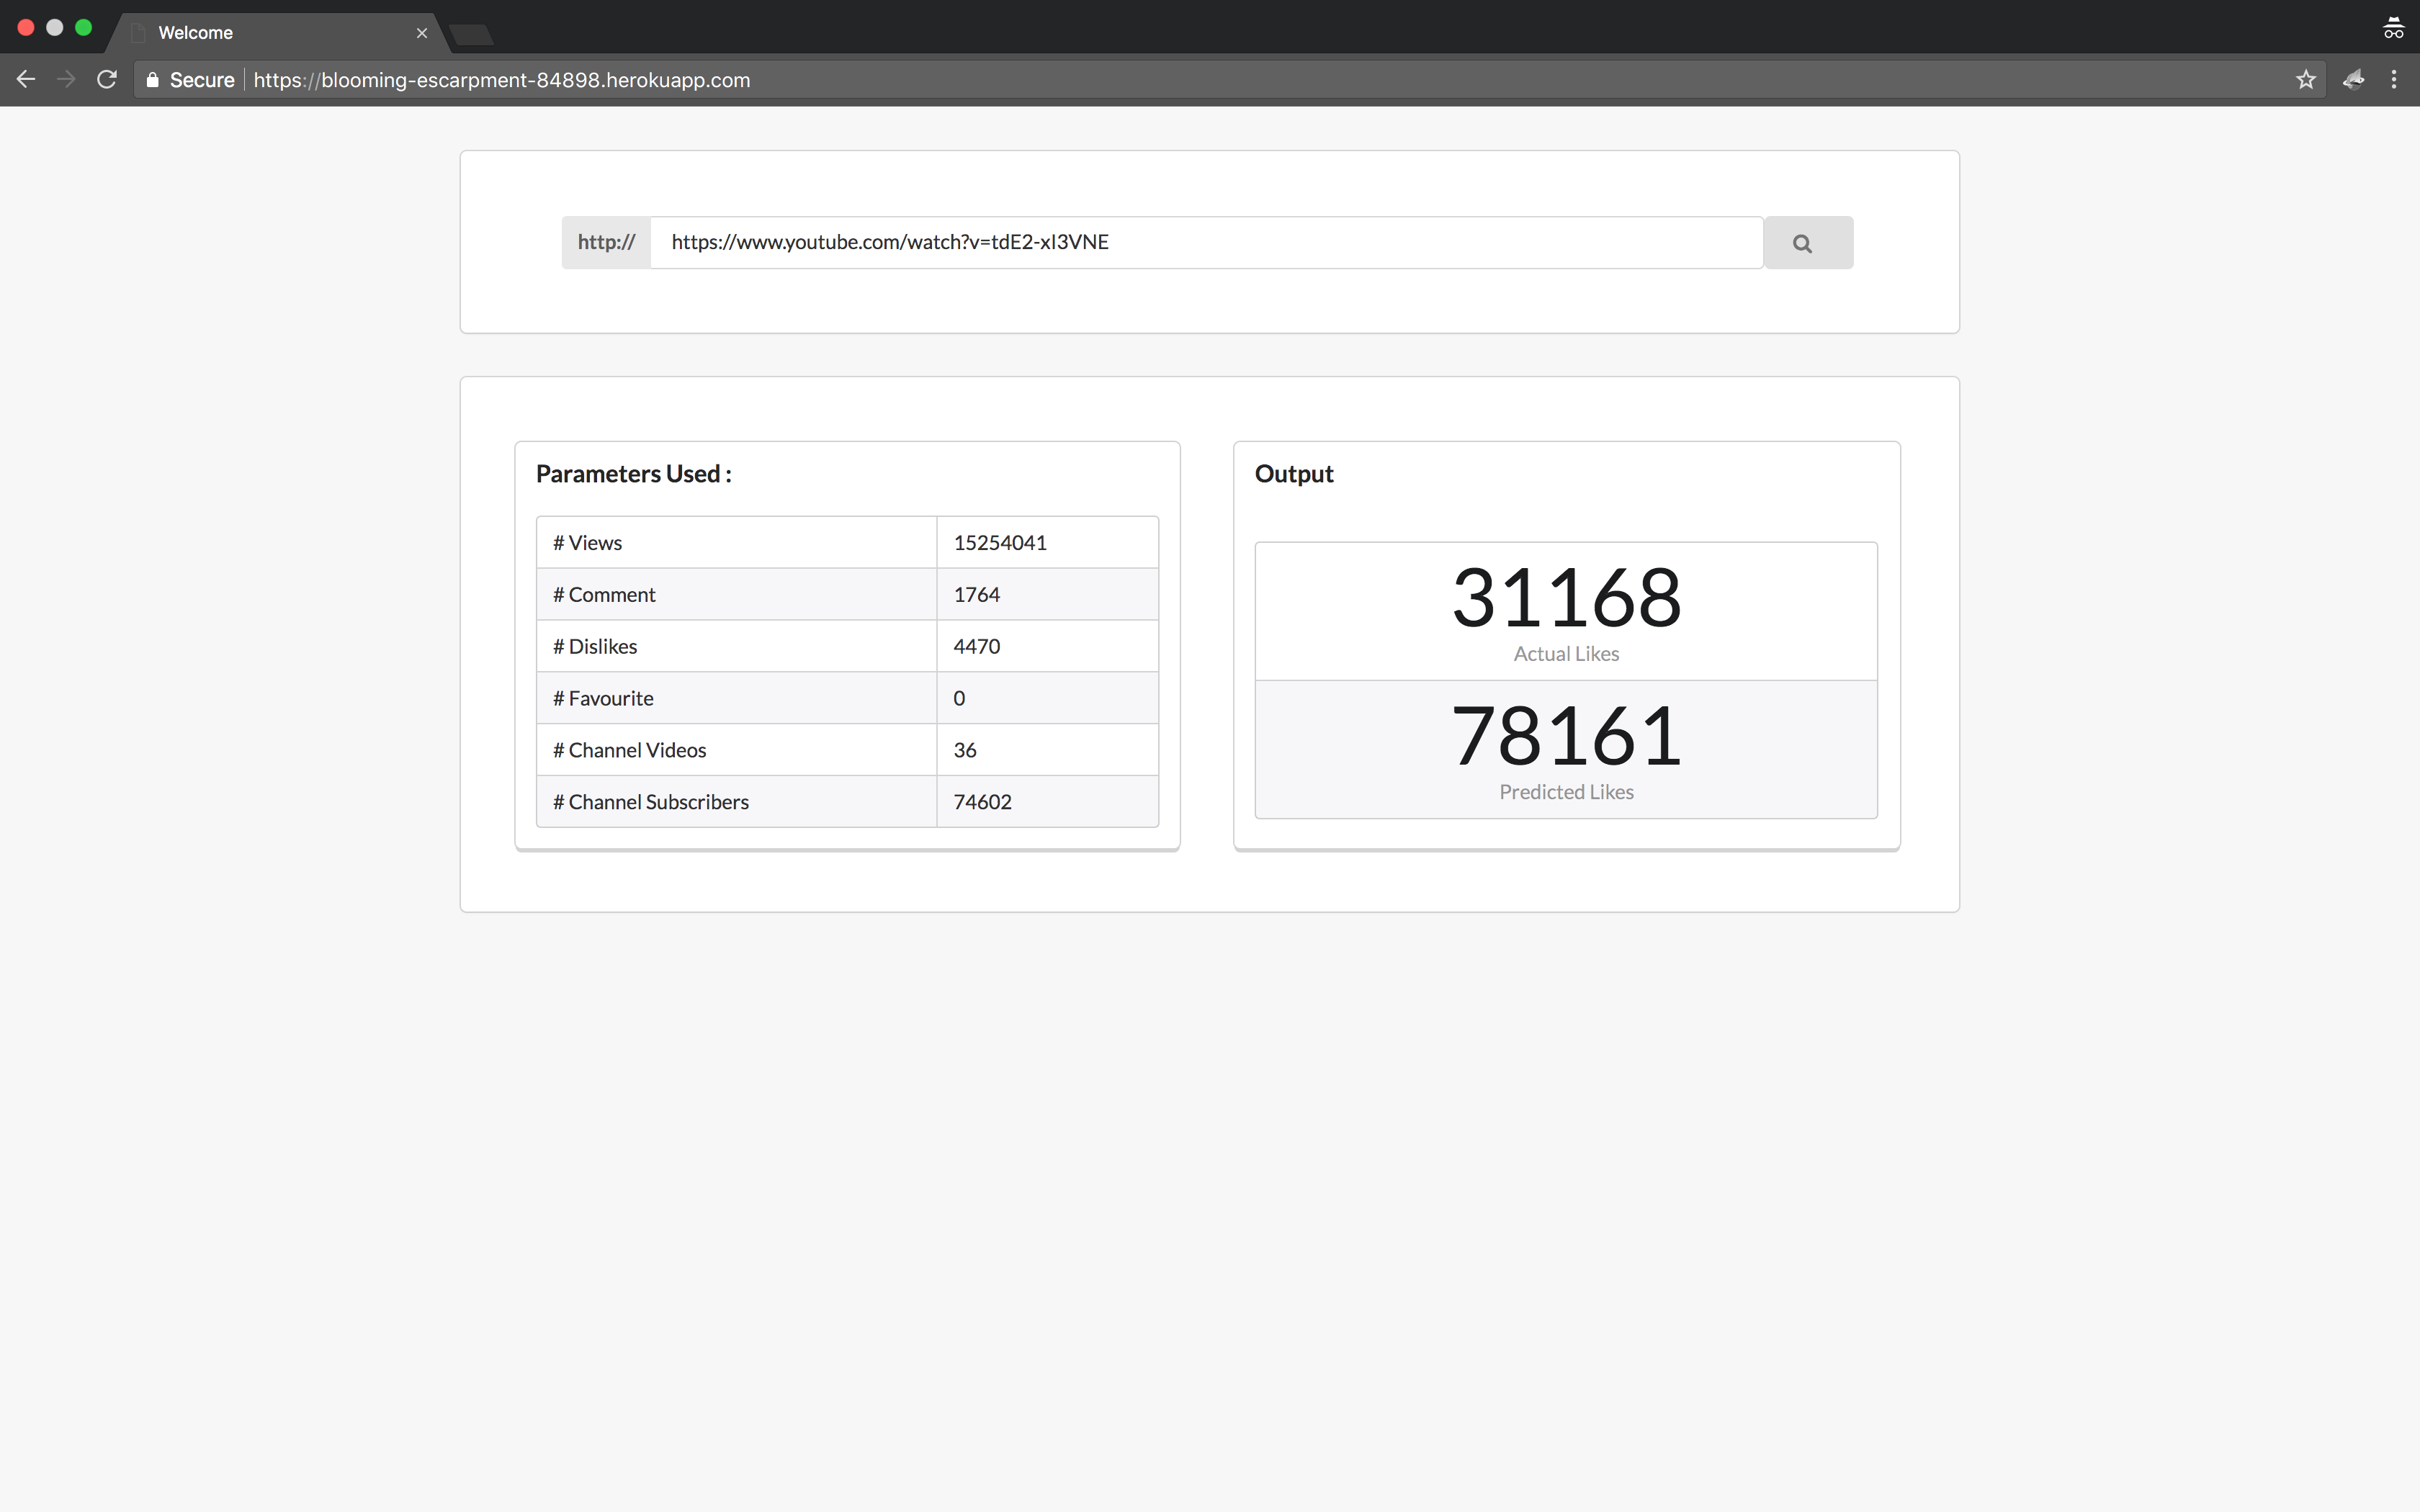 Welcome
Secure https://blooming-escarpment-84898.herokuapp.com
http:// https://www.youtube.com/watch?v=tdE2-xI3VNE
Parameters Used :
# Views 15254041
# Comment 1764
# Dislikes 4470
# Favourite 0
# Channel Videos 36
# Channel Subscribers 74602
Output
31168
Actual Likes
78161
Predicted Likes